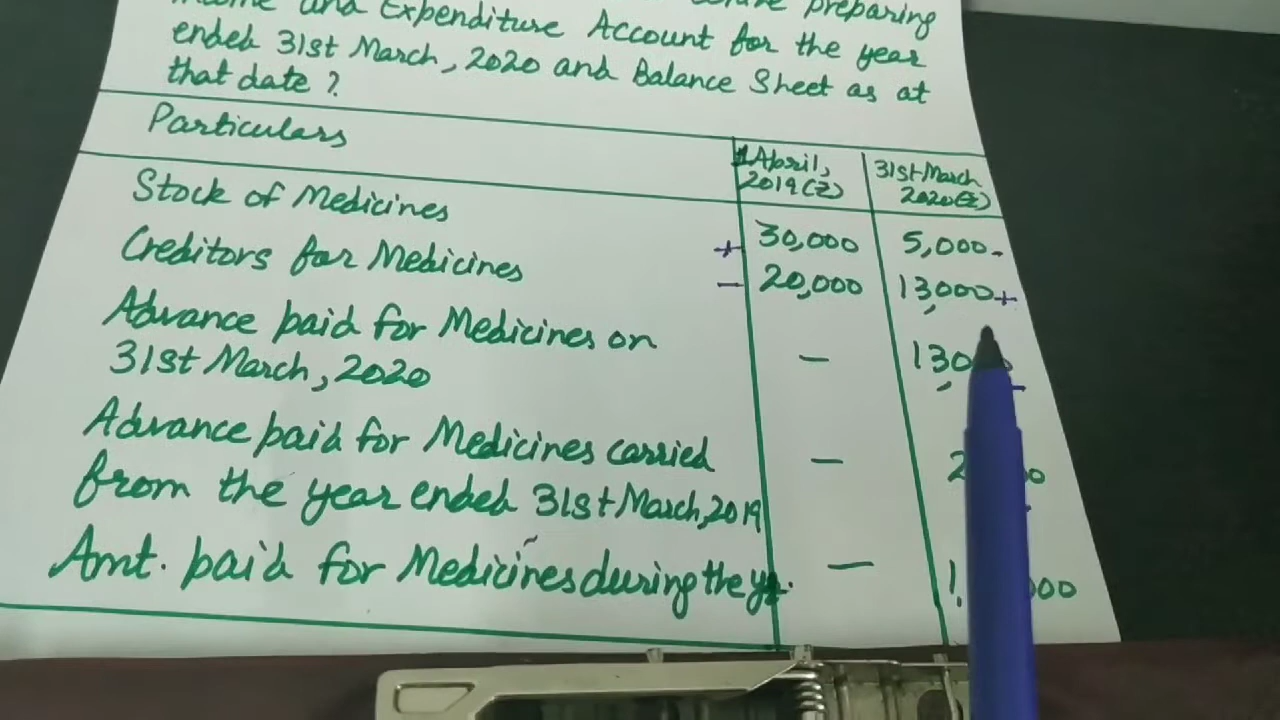 preparing
and Expenditure Account for the year
ended 31st March, 2020 and Balance Sheet as at
that date ?
Particulars
1 April, 2019(₹)
31st March 2020(₹)
Stock of Medicines + 30,000 5,000 -
Creditors for Medicines - 20,000 13,000 +
Advance paid for Medicines on
31st March, 2020 -
Advance paid for Medicines carried
from the year ended 31st March, 2019 -
Amt. paid for Medicines during the yr. -